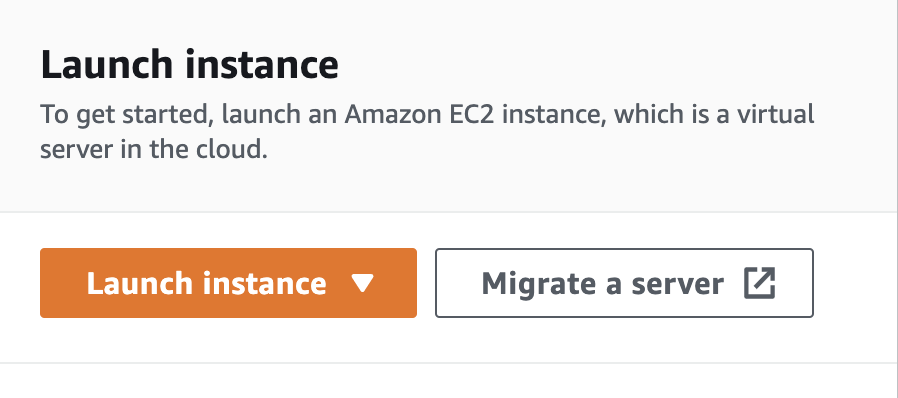 Launch instance
To get started, launch an Amazon EC2 instance, which is a virtual
server in the cloud.
Launch instance
Migrate a server